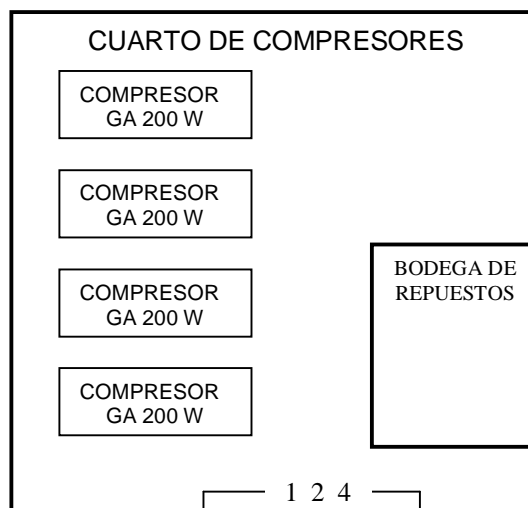 CUARTO DE COMPRESORES
COMPRESOR
GA 200 W
COMPRESOR
GA 200 W
COMPRESOR
GA 200 W
COMPRESOR
GA 200 W
BODEGA DE
REPUESTOS
1 2 4